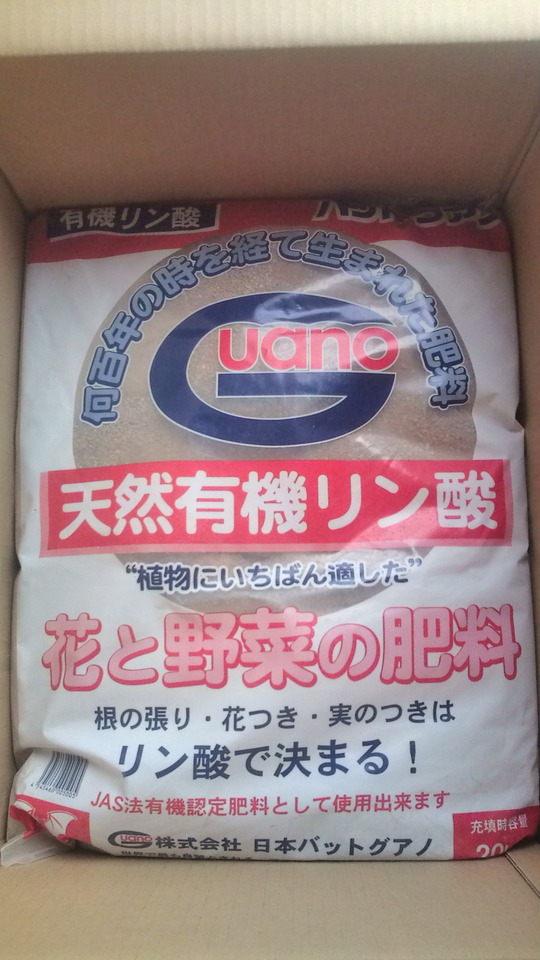 有機リン酸
何百年の時を経て生まれた肥料
Guano
天然有機リン酸
“植物にいちばん適した”
花と野菜の肥料
根の張り・花つき・実のつきは
リン酸で決まる！
JAS法有機認定肥料として使用出来ます
Guano 株式会社 日本バットグアノ
充填時容量
20